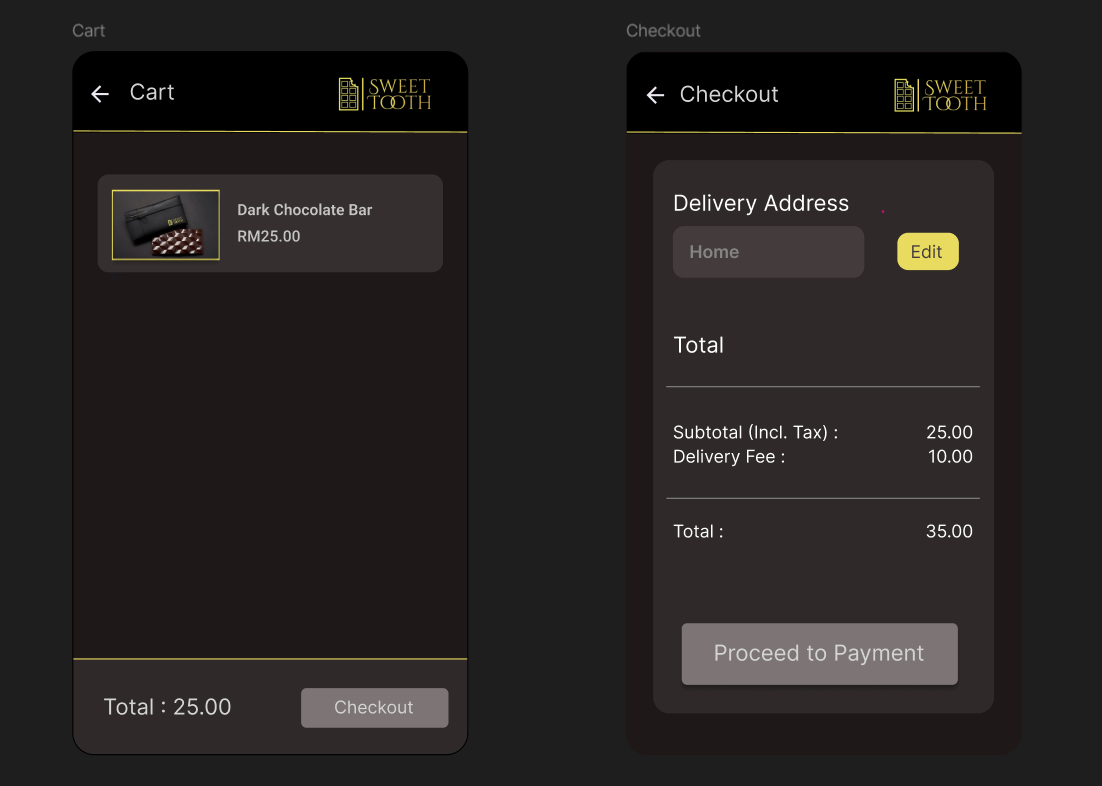 Cart
Cart
SWEET
TOOTH
Dark Chocolate Bar
RM25.00
Total : 25.00
Checkout
Checkout
Checkout
SWEET
TOOTH
Delivery Address
Home
Edit
Total
Subtotal (Incl. Tax) : 25.00
Delivery Fee : 10.00
Total : 35.00
Proceed to Payment